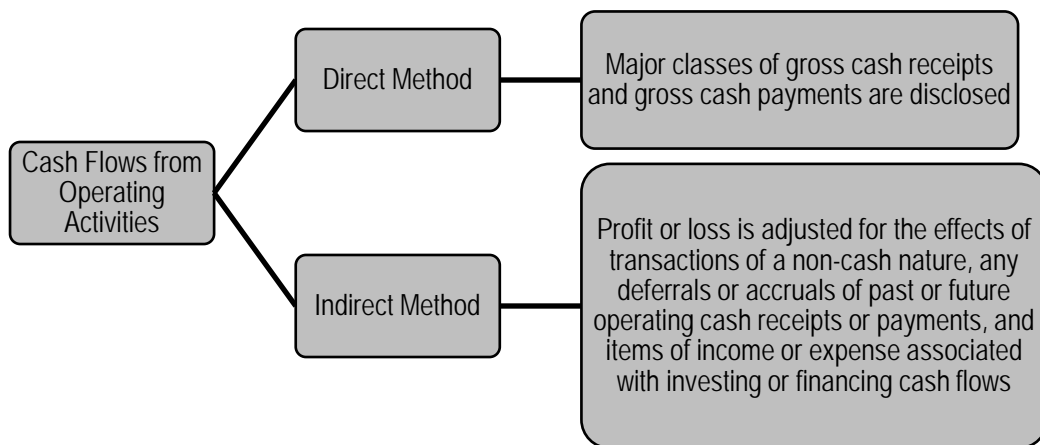 Direct Method
Major classes of gross cash receipts
and gross cash payments are disclosed
Cash Flows from
Operating
Activities
Indirect Method
Profit or loss is adjusted for the effects of
transactions of a non-cash nature, any
deferrals or accruals of past or future
operating cash receipts or payments, and
items of income or expense associated
with investing or financing cash flows